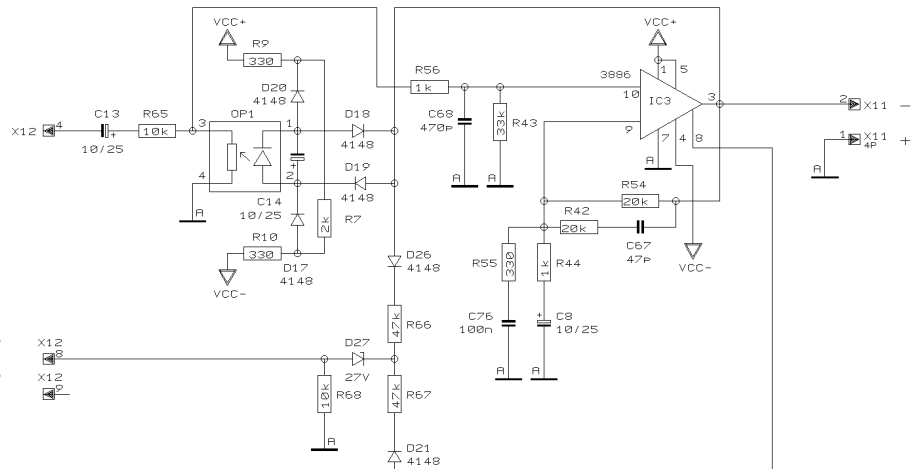 VCC+
VCC+
R9
330
R56
1k
3886
1
5
D20
4148
10
IC3
3
2
X11 −
C13
R65
OP1
D18
C68
470p
33k
R43
X12
4
10k
3
1
4148
9
7
4
8
1
X11
4P
+
10/25
+
D19
A
A
A
A
4
2
4148
R54
20k
C14
10/25
R42
20k
A
2k
R7
R10
330
D17
4148
D26
4148
R55
330
1k
R44
C67
47p
VCC-
VCC-
47k
R66
C76
100n
+
C8
10/25
X12
8
D27
27V
A
A
X12
9
10k
R68
47k
R67
A
D21
4148